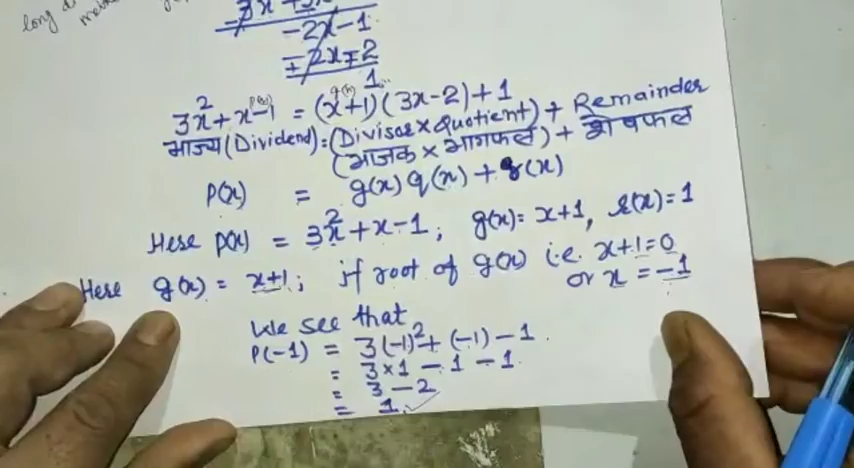 long d
-3x
-2x-1
∓2x∓2
1
p(x) g(x)
3x²+x-1 = (x+1)(3x-2)+1
भाज्य(Dividend)=(Divisor×Quotient)+Remainder
(भाजक × भागफल)+ शेषफल
P(x) = g(x)q(x)+r(x)
Here p(x) = 3x²+x-1; g(x)=x+1, r(x)=1
Here g(x) = x+1; if root of g(x) i.e. x+1=0
or x = -1
We see that
P(-1) = 3(-1)²+(-1)-1
= 3×1-1-1
= 3-2
= 1